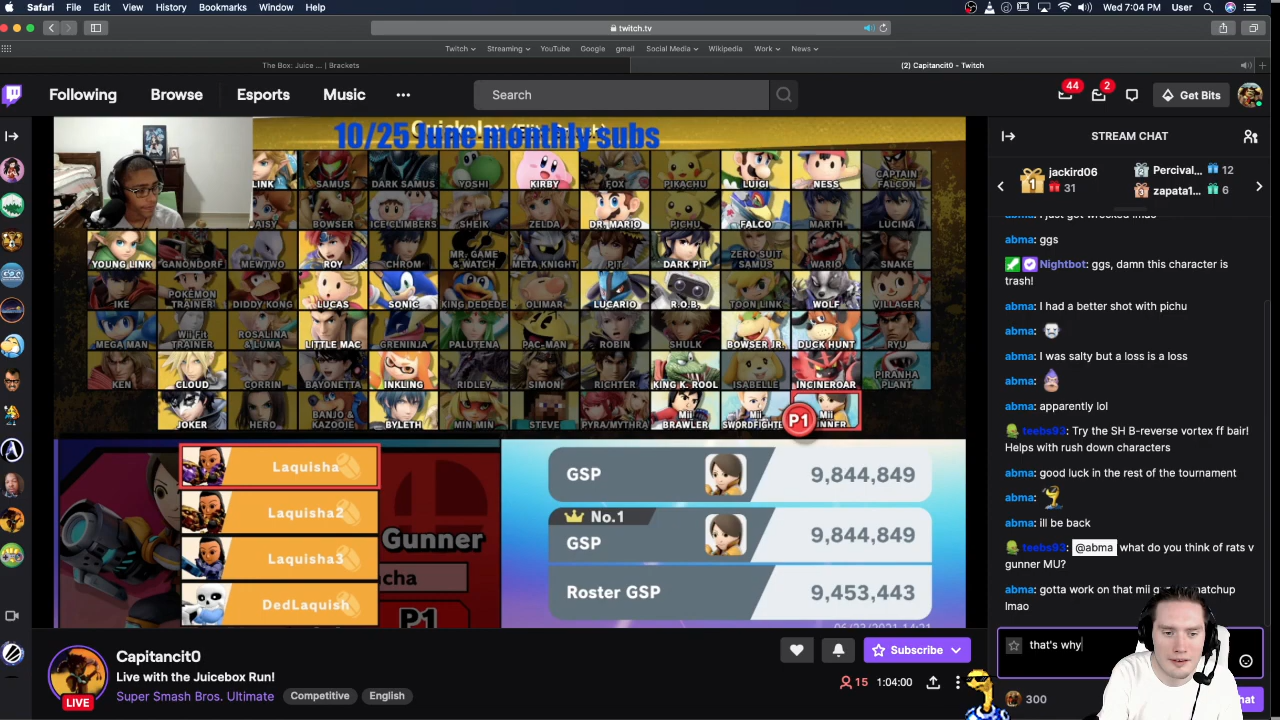 Safari File Edit View History Bookmarks Window Help
Wed 7:04 PM User
twitch.tv
Twitch Streaming YouTube Google gmail Social Media Wikipedia Work News
The Box: Juice ... | Brackets
(2) Capitancit0 - Twitch
Following Browse Esports Music Search 44 2 Get Bits
10/25 June monthly subs
LINK SAMUS DARK SAMUS YOSHI KIRBY FOX PIKACHU LUIGI NESS CAPTAIN FALCON
DAISY BOWSER ICE CLIMBERS SHEIK ZELDA DR. MARIO PICHU FALCO MARTH LUCINA
YOUNG LINK GANONDORF MEWTWO ROY CHROM MR. GAME & WATCH META KNIGHT PIT DARK PIT ZERO SUIT SAMUS WARIO SNAKE
IKE POKÉMON TRAINER DIDDY KONG LUCAS SONIC KING DEDEDE OLIMAR LUCARIO R.O.B. TOON LINK WOLF VILLAGER
MEGA MAN Wii Fit TRAINER ROSALINA & LUMA LITTLE MAC GRENINJA PALUTENA PAC-MAN ROBIN SHULK BOWSER JR. DUCK HUNT RYU
KEN CLOUD CORRIN BAYONETTA INKLING RIDLEY SIMON RICHTER KING K. ROOL ISABELLE INCINEROAR PIRANHA PLANT
JOKER HERO BANJO & KAZOOIE BYLETH MIN MIN STEVE PYRA/MYTHRA Mii BRAWLER Mii SWORDFIGHTER P1 Mii
Laquisha
Laquisha2
Laquisha3
DedLaquish
Gunner
P1
GSP 9,844,849
No.1
GSP 9,844,849
Roster GSP 9,453,443
Capitancit0
Live with the Juicebox Run!
Super Smash Bros. Ultimate Competitive English
LIVE
Subscribe
15 1:04:00
STREAM CHAT
1 jackird06 31
2 Percival... 12
3 zapata1... 6
abma: I just got wrecked lmao
abma: ggs
Nightbot: ggs, damn this character is
trash!
abma: I had a better shot with pichu
abma:
abma: I was salty but a loss is a loss
abma:
abma: apparently lol
teebs93: Try the SH B-reverse vortex ff bair!
Helps with rush down characters
abma: good luck in the rest of the tournament
abma:
abma: ill be back
teebs93: @abma what do you think of rats v
gunner MU?
abma: gotta work on that mii
lmao
that's why
300